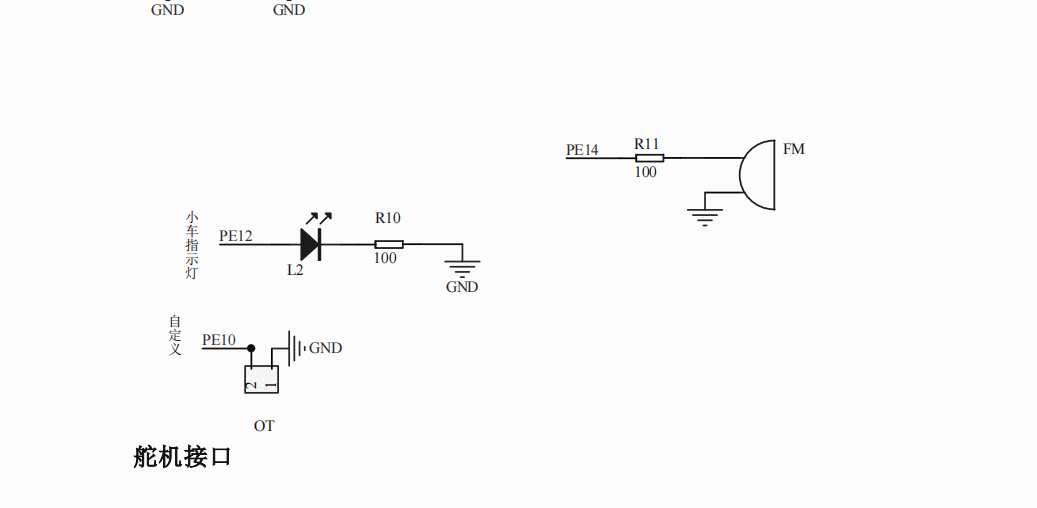 GND
GND
PE14
R11
100
FM
小车指示灯
PE12
L2
R10
100
GND
自定义
PE10
GND
2
1
OT
舵机接口